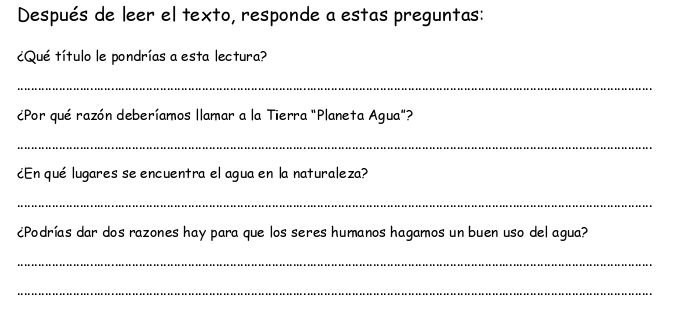 Después de leer el texto, responde a estas preguntas:
¿Qué título le pondrías a esta lectura?
¿Por qué razón deberíamos llamar a la Tierra "Planeta Agua"?
¿En qué lugares se encuentra el agua en la naturaleza?
¿Podrías dar dos razones hay para que los seres humanos hagamos un buen uso del agua?